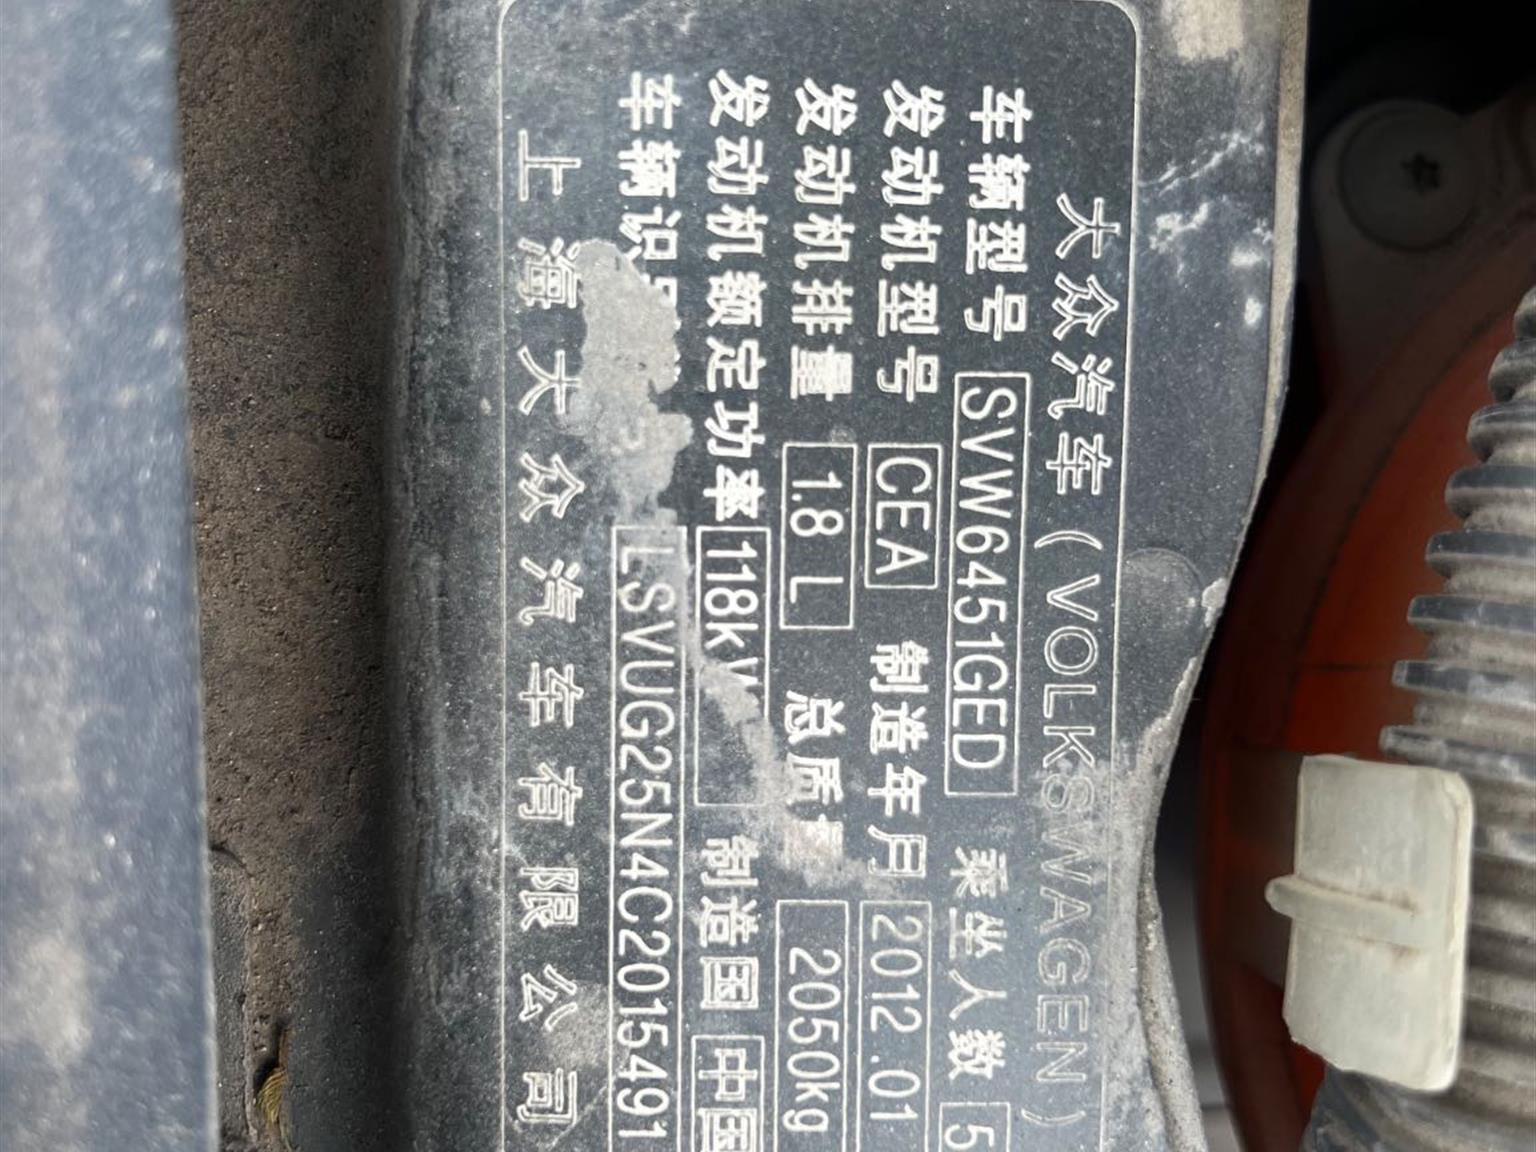 大众汽车(VOLKSWAGEN)
车辆型号 SVW6451GED 乘坐人数 5
发动机型号 CEA 制造年月 2012.01
发动机排量 1.8 L 总质量 2050kg
发动机额定功率 118kW 制造国 中国
车辆识 LSVUG25N4C2015491
上海大众汽车有限公司